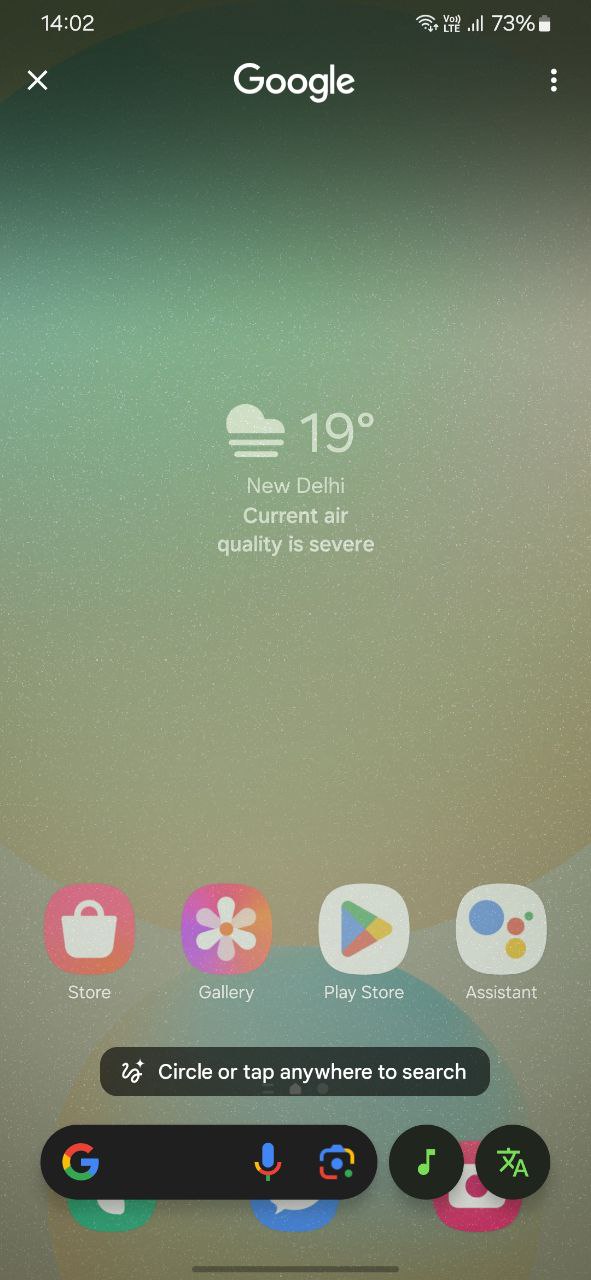 14:02
Vo))
LTE
73%
Google
19°
New Delhi
Current air
quality is severe
Store
Gallery
Play Store
Assistant
Circle or tap anywhere to search